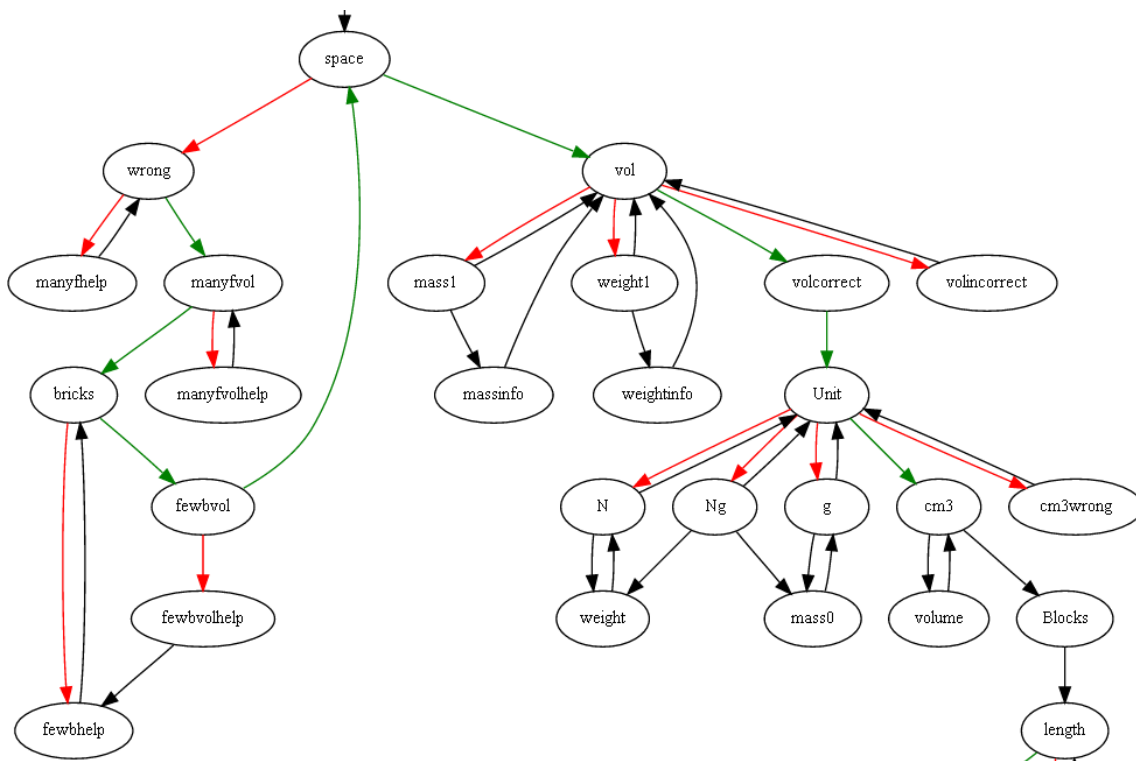 space
wrong
vol
manyfhelp
manyfvol
mass1
weight1
volcorrect
volincorrect
bricks
manyfvolhelp
massinfo
weightinfo
Unit
fewbvol
N
Ng
g
cm3
cm3wrong
fewbvolhelp
weight
mass0
volume
Blocks
fewbhelp
length